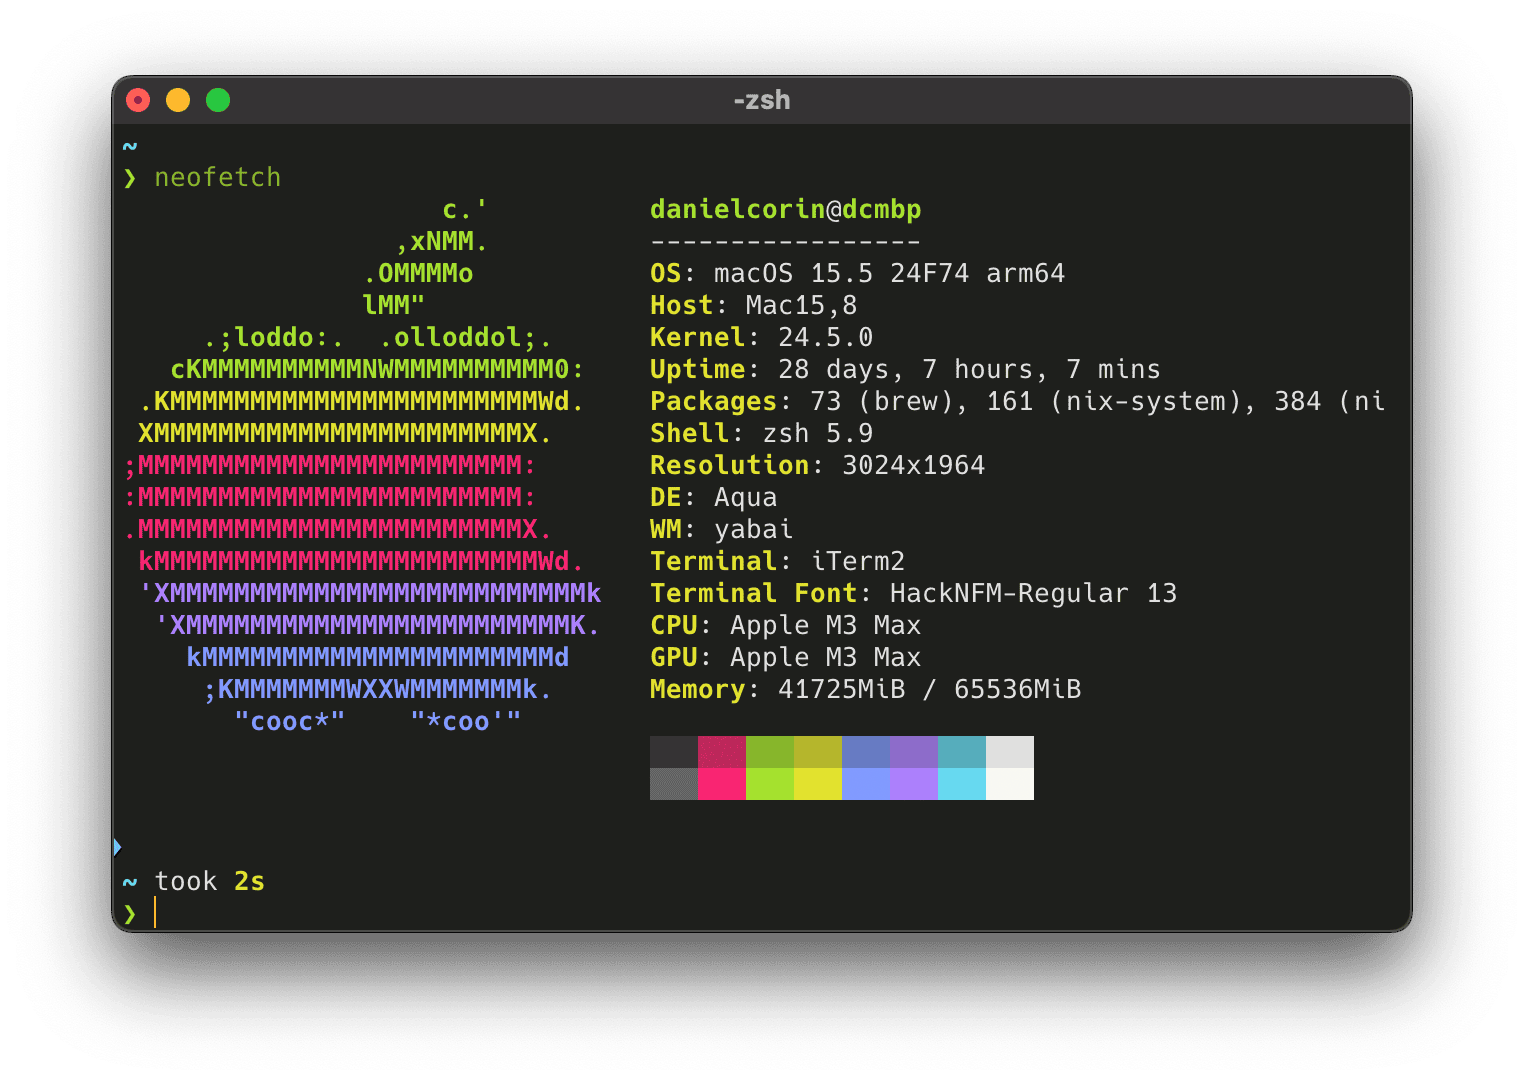 -zsh
~
❯ neofetch
                    c.'          danielcorin@dcmbp
                 ,xNMM.          -----------------
               .OMMMMo           OS: macOS 15.5 24F74 arm64
               lMM"              Host: Mac15,8
     .;loddo:.  .olloddol;.      Kernel: 24.5.0
   cKMMMMMMMMMMNWMMMMMMMMMM0:    Uptime: 28 days, 7 hours, 7 mins
 .KMMMMMMMMMMMMMMMMMMMMMMMWd.    Packages: 73 (brew), 161 (nix-system), 384 (ni
 XMMMMMMMMMMMMMMMMMMMMMMMX.      Shell: zsh 5.9
;MMMMMMMMMMMMMMMMMMMMMMMM:       Resolution: 3024x1964
:MMMMMMMMMMMMMMMMMMMMMMMM:       DE: Aqua
.MMMMMMMMMMMMMMMMMMMMMMMMX.      WM: yabai
 kMMMMMMMMMMMMMMMMMMMMMMMMWd.    Terminal: iTerm2
 'XMMMMMMMMMMMMMMMMMMMMMMMMMMk   Terminal Font: HackNFM-Regular 13
  'XMMMMMMMMMMMMMMMMMMMMMMMMK.   CPU: Apple M3 Max
    kMMMMMMMMMMMMMMMMMMMMMMd     GPU: Apple M3 Max
     ;KMMMMMMMWXXWMMMMMMMk.      Memory: 41725MiB / 65536MiB
       "cooc*"    "*coo'"
~ took 2s
❯